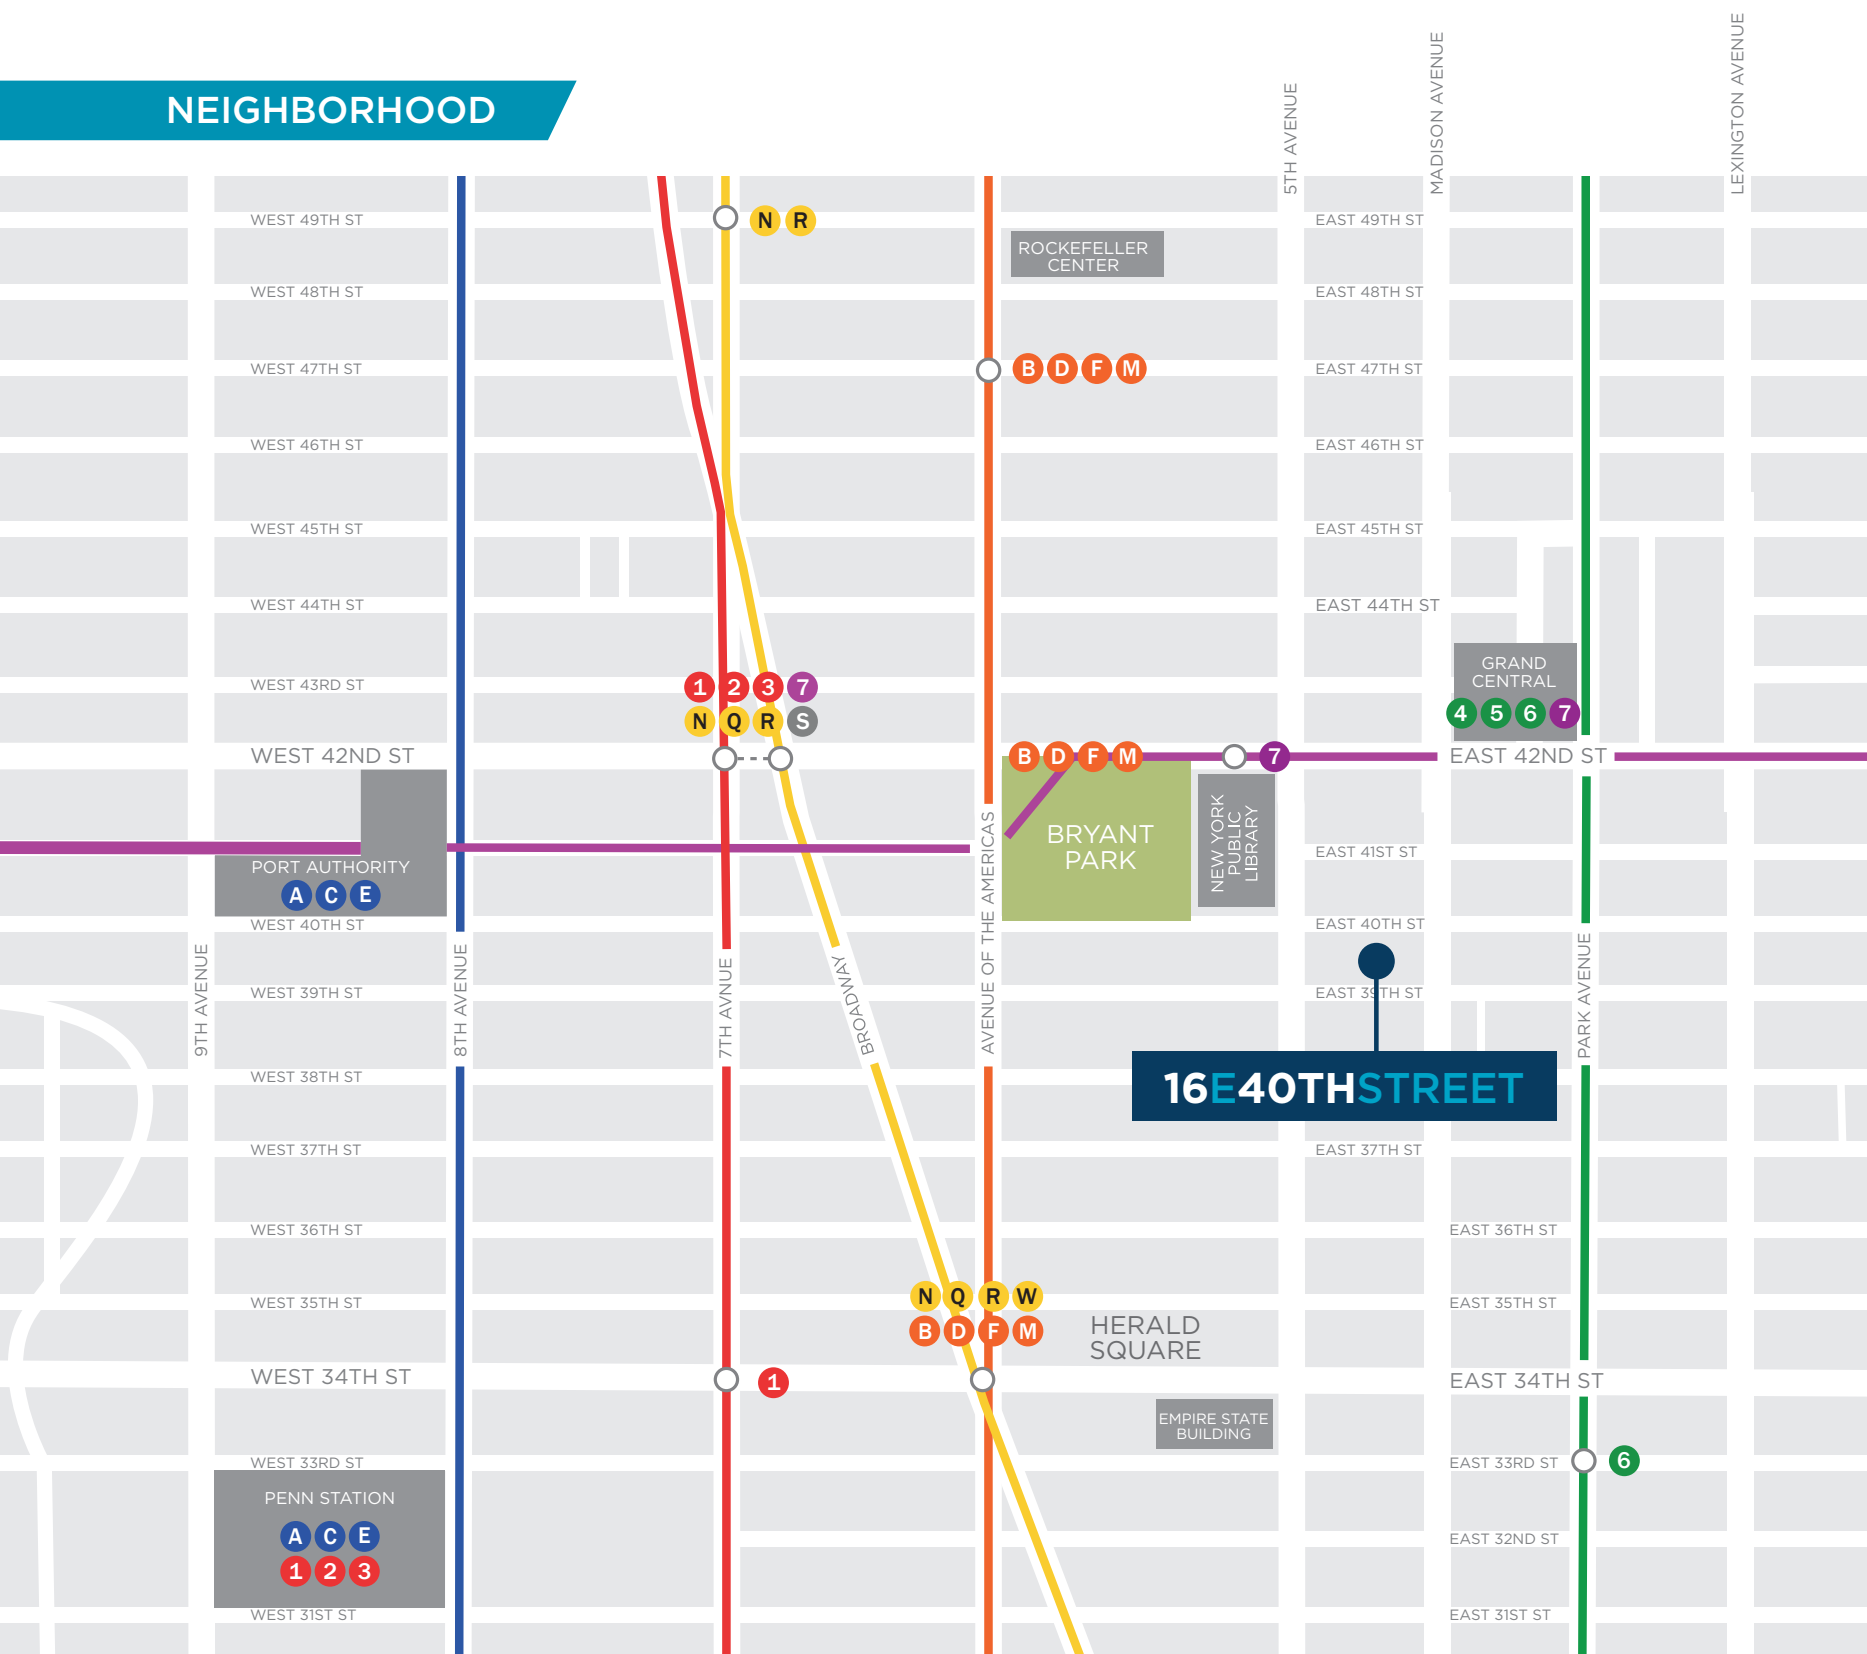 5TH AVENUE
MADISON AVENUE
LEXINGTON AVENUE
NEIGHBORHOOD
WEST 49TH ST
N R
EAST 49TH ST
ROCKEFELLER
CENTER
WEST 48TH ST
EAST 48TH ST
WEST 47TH ST
B D F M
EAST 47TH ST
WEST 46TH ST
EAST 46TH ST
WEST 45TH ST
EAST 45TH ST
WEST 44TH ST
EAST 44TH ST
WEST 43RD ST
1 2 3 7
N Q R S
GRAND
CENTRAL
4 5 6 7
WEST 42ND ST
B D F M
7
EAST 42ND ST
BRYANT
PARK
NEW YORK
PUBLIC
LIBRARY
EAST 41ST ST
PORT AUTHORITY
A C E
WEST 40TH ST
EAST 40TH ST
9TH AVENUE
8TH AVENUE
7TH AVNUE
BROADWAY
AVENUE OF THE AMERICAS
PARK AVENUE
WEST 39TH ST
EAST 39TH ST
WEST 38TH ST
16E40THSTREET
WEST 37TH ST
EAST 37TH ST
WEST 36TH ST
EAST 36TH ST
WEST 35TH ST
N Q R W
B D F M
HERALD
SQUARE
EAST 35TH ST
WEST 34TH ST
1
EAST 34TH ST
EMPIRE STATE
BUILDING
WEST 33RD ST
EAST 33RD ST
6
PENN STATION
A C E
1 2 3
EAST 32ND ST
WEST 31ST ST
EAST 31ST ST